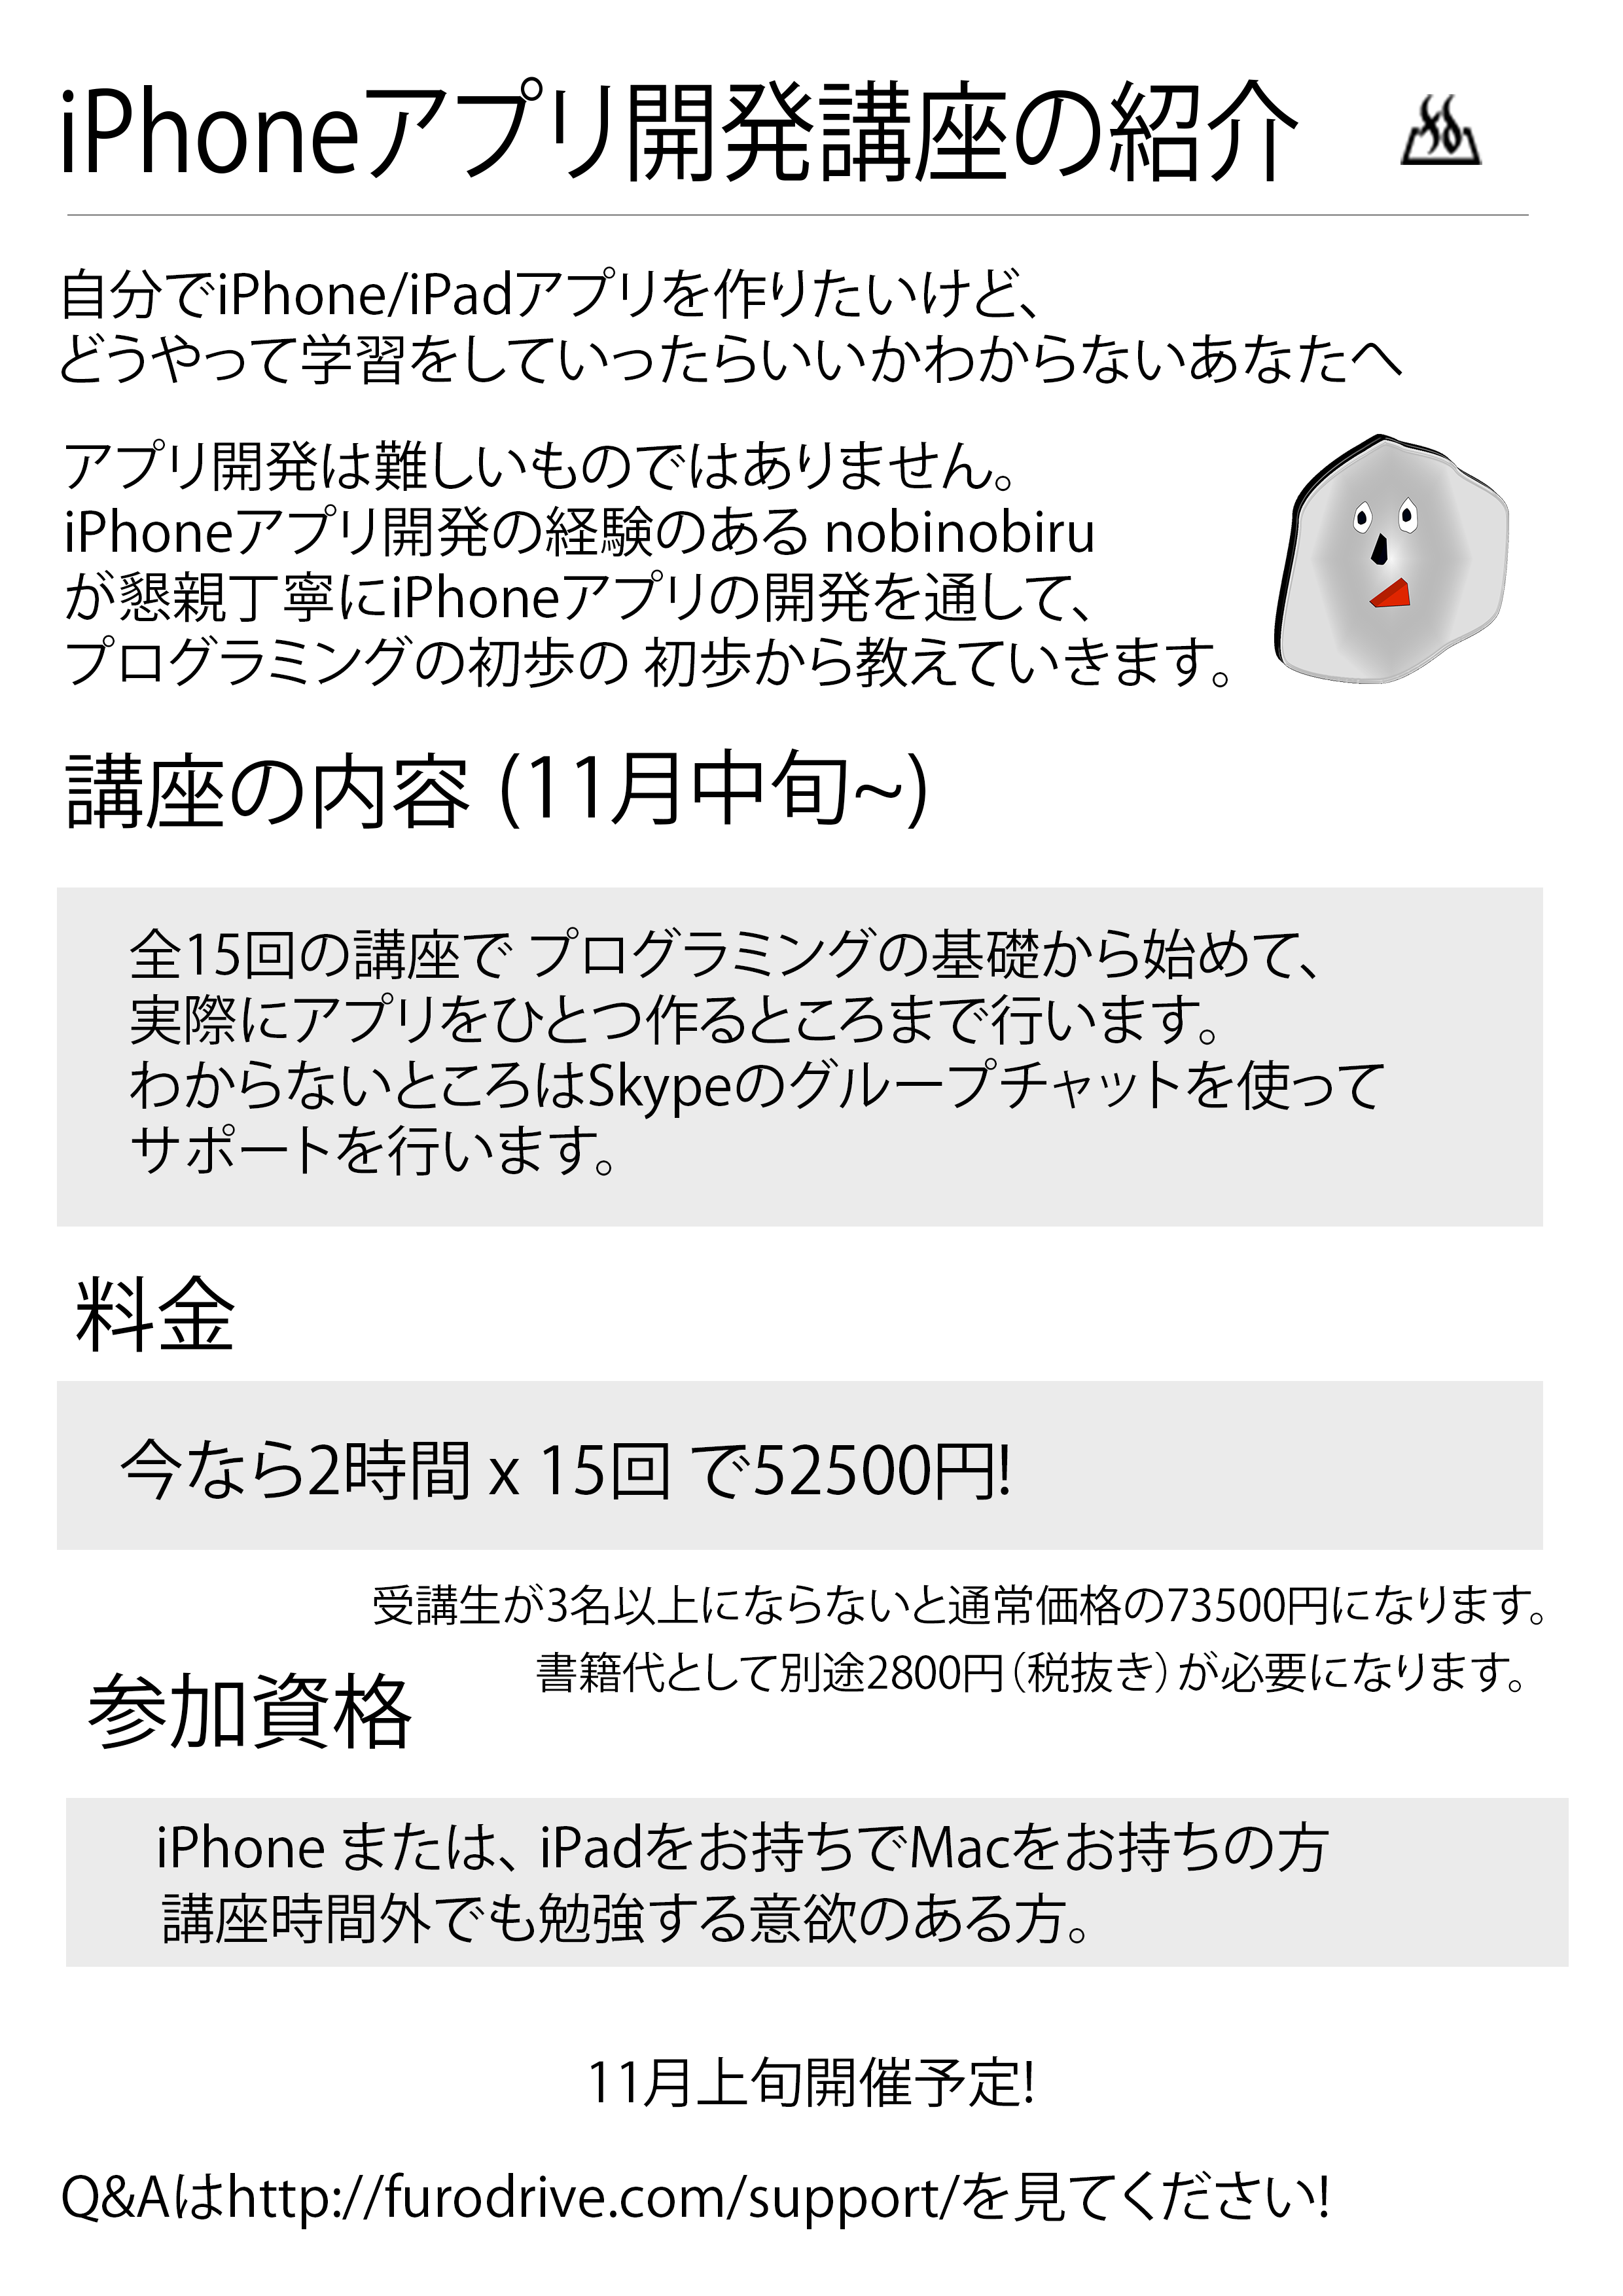 iPhoneアプリ開発講座の紹介
自分でiPhone/iPadアプリを作りたいけど、
どうやって学習をしていったらいいかわからないあなたへ
アプリ開発は難しいものではありません。
iPhoneアプリ開発の経験のある nobinobiru
が懇親丁寧にiPhoneアプリの開発を通して、
プログラミングの初歩の 初歩から教えていきます。
講座の内容 (11月中旬~)
全15回の講座で プログラミングの基礎から始めて、
実際にアプリをひとつ作るところまで行います。
わからないところはSkypeのグループチャットを使って
サポートを行います。
料金
今なら2時間 x 15回 で52500円!
受講生が3名以上にならないと通常価格の73500円になります。
書籍代として別途2800円（税抜き）が必要になります。
参加資格
iPhone または、iPadをお持ちでMacをお持ちの方
講座時間外でも勉強する意欲のある方。
11月上旬開催予定!
Q&Aはhttp://furodrive.com/support/を見てください!